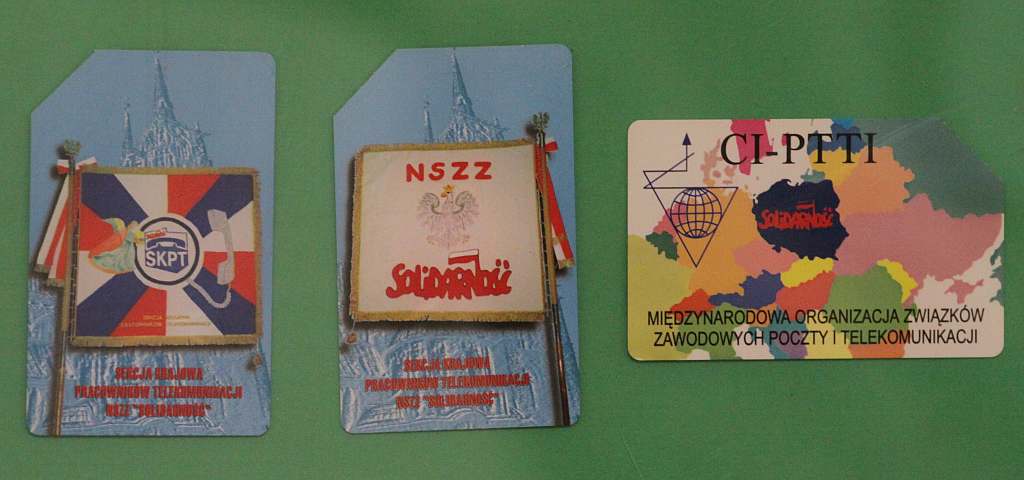 SKPT
SEKCJA KRAJOWA
PRACOWNIKÓW TELEKOMUNIKACJI
NSZZ "SOLIDARNOŚĆ"
NSZZ
SOLIDARNOŚĆ
SEKCJA KRAJOWA
PRACOWNIKÓW TELEKOMUNIKACJI
NSZZ "SOLIDARNOŚĆ"
CI-PTTI
SOLIDARNOŚĆ
MIĘDZYNARODOWA ORGANIZACJA ZWIĄZKÓW
ZAWODOWYCH POCZTY I TELEKOMUNIKACJI